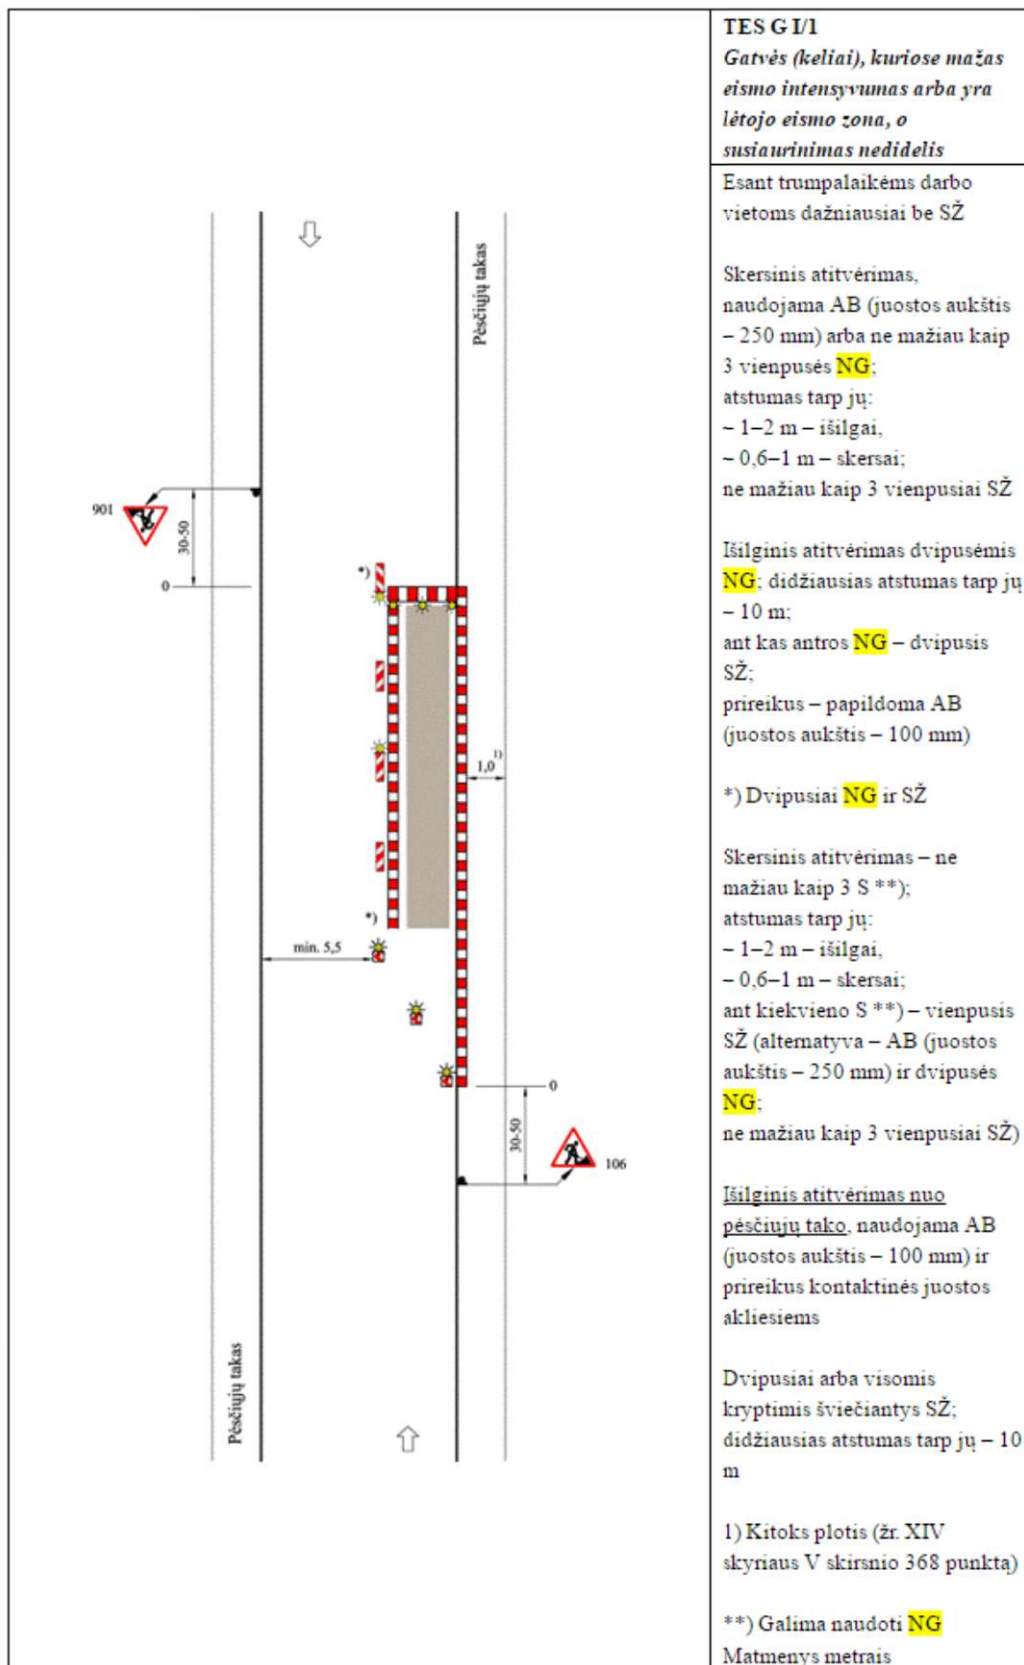 TES G I/1
Gatvės (keliai), kuriose mažas
eismo intensyvumas arba yra
lėtojo eismo zona, o
susiaurinimas nedidelis
Esant trumpalaikėms darbo
vietoms dažniausiai be SŽ
Skersinis atitvėrimas,
naudojama AB (juostos aukštis
– 250 mm) arba ne mažiau kaip
3 vienpusės NG;
atstumas tarp jų:
~ 1–2 m – išilgai,
~ 0,6–1 m – skersai;
ne mažiau kaip 3 vienpusiai SŽ
Išilginis atitvėrimas dvipusėmis
NG; didžiausias atstumas tarp jų
– 10 m;
ant kas antros NG – dvipusis
SŽ;
prireikus – papildoma AB
(juostos aukštis – 100 mm)
*) Dvipusiai NG ir SŽ
Skersinis atitvėrimas – ne
mažiau kaip 3 S **);
atstumas tarp jų:
~ 1–2 m – išilgai,
~ 0,6–1 m – skersai;
ant kiekvieno S **) – vienpusis
SŽ (alternatyva – AB (juostos
aukštis – 250 mm) ir dvipusės
NG;
ne mažiau kaip 3 vienpusiai SŽ)
Išilginis atitvėrimas nuo
pėsčiųjų tako, naudojama AB
(juostos aukštis – 100 mm) ir
prireikus kontaktinės juostos
akliesiems
Dvipusiai arba visomis
kryptimis šviečiantys SŽ;
didžiausias atstumas tarp jų – 10
m
1) Kitoks plotis (žr. XIV
skyriaus V skirsnio 368 punktą)
**) Galima naudoti NG
Matmenys metrais
Pėsčiųjų takas
901
30-50
0
*)
1,0 1)
*)
min. 5,5
0
30-50
106
Pėsčiųjų takas